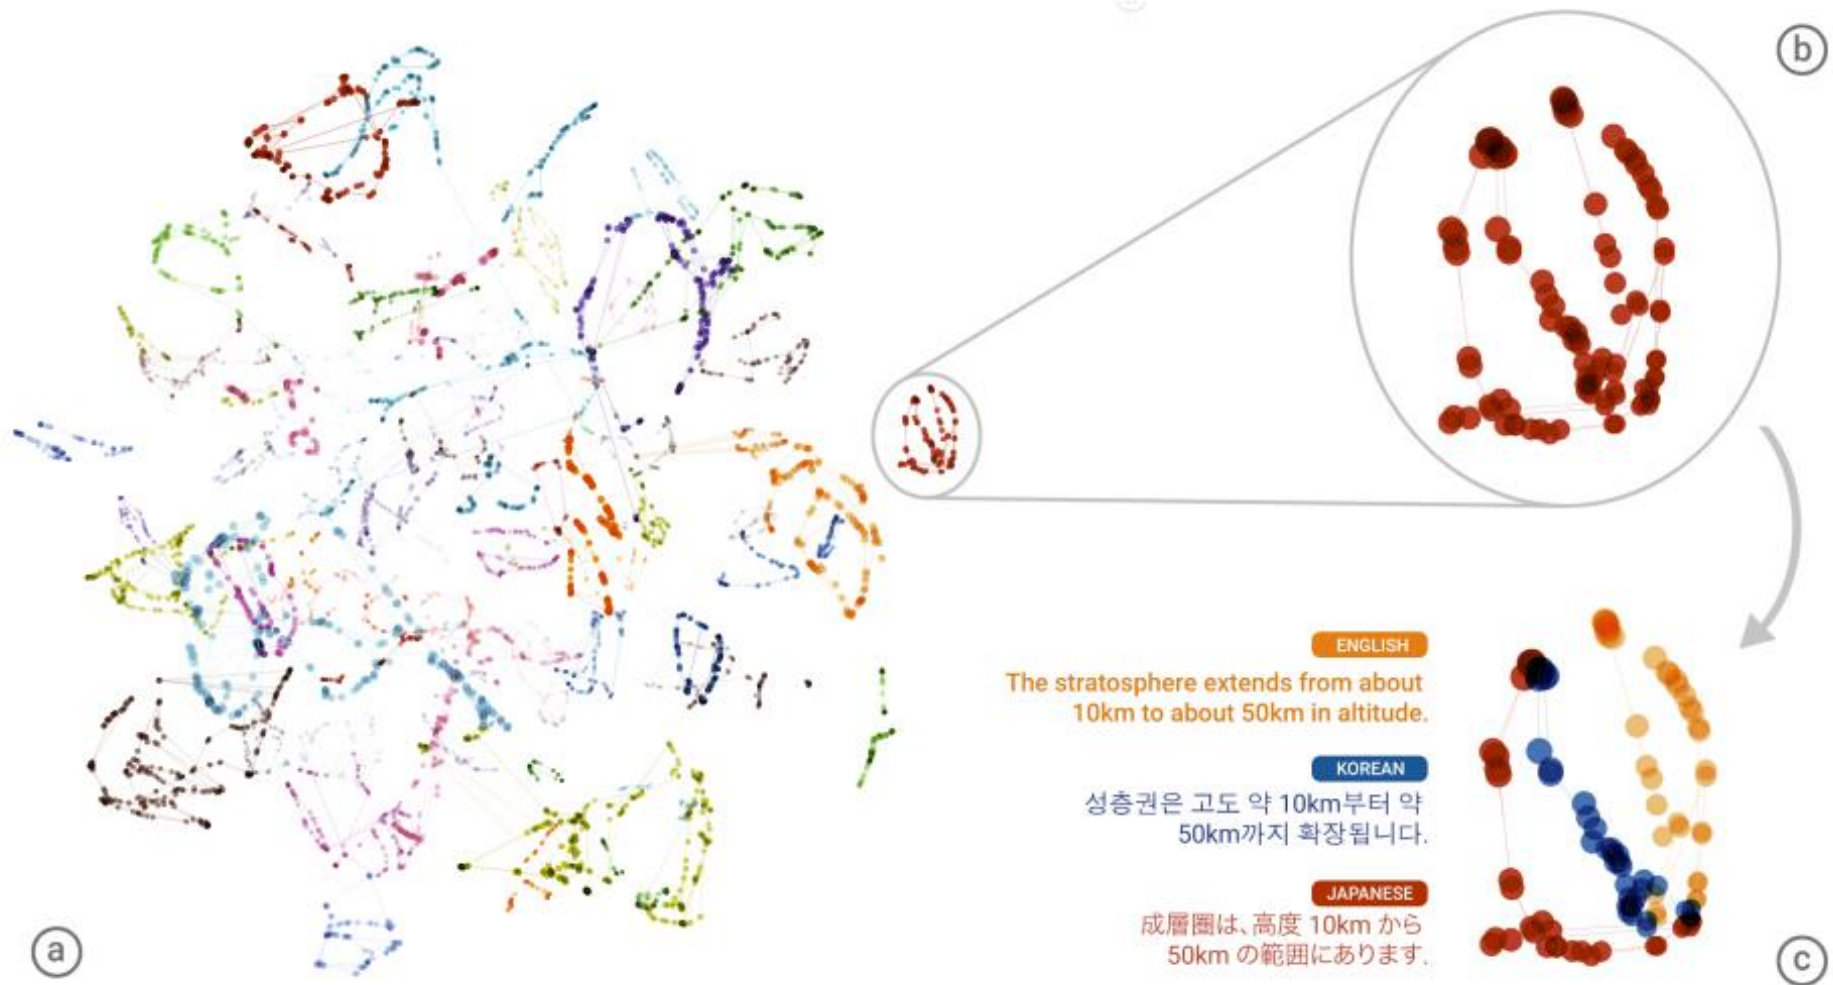 b
ENGLISH
The stratosphere extends from about
10km to about 50km in altitude.
KOREAN
성층권은 고도 약 10km부터 약
50km까지 확장됩니다.
JAPANESE
成層圏は、高度 10km から
50km の範囲にあります.
a
c